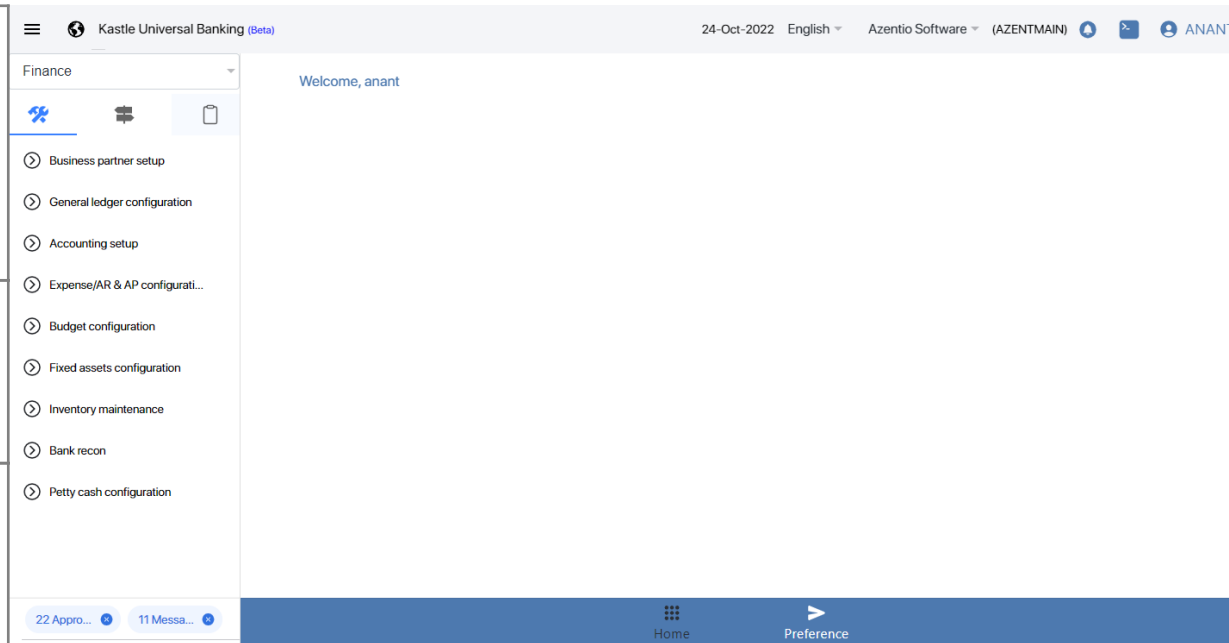 Kastle Universal Banking (Beta)
24-Oct-2022 English Azentio Software (AZENTMAIN) ANANT
Finance
Welcome, anant
Business partner setup
General ledger configuration
Accounting setup
Expense/AR & AP configurati...
Budget configuration
Fixed assets configuration
Inventory maintenance
Bank recon
Petty cash configuration
22 Appro... 11 Messa...
Home Preference